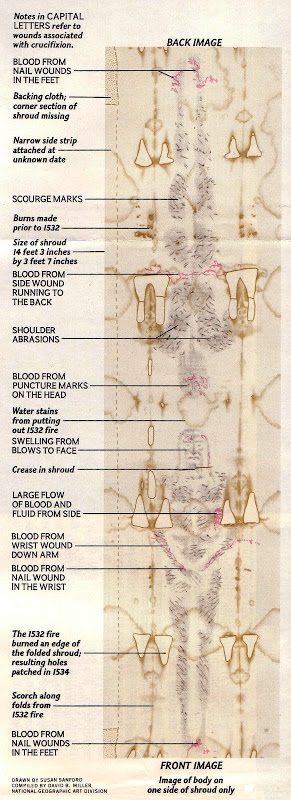 Notes in CAPITAL
LETTERS refer to
wounds associated
with crucifixion.
BACK IMAGE
BLOOD FROM
NAIL WOUNDS
IN THE FEET
Backing cloth;
corner section of
shroud missing
Narrow side strip
attached at
unknown date
SCOURGE MARKS
Burns made
prior to 1532
Size of shroud
14 feet 3 inches
by 3 feet 7 inches
BLOOD FROM
SIDE WOUND
RUNNING TO
THE BACK
SHOULDER
ABRASIONS
BLOOD FROM
PUNCTURE MARKS
ON THE HEAD
Water stains
from putting
out 1532 fire
SWELLING FROM
BLOWS TO FACE
Crease in shroud
LARGE FLOW
OF BLOOD AND
FLUID FROM SIDE
BLOOD FROM
WRIST WOUND
DOWN ARM
BLOOD FROM
NAIL WOUND
IN THE WRIST
The 1532 fire
burned an edge of
the folded shroud;
resulting holes
patched in 1534
Scorch along
folds from
1532 fire
BLOOD FROM
NAIL WOUNDS
IN THE FEET
FRONT IMAGE
Image of body on
one side of shroud only
DRAWN BY SUSAN SANFORD
COMPILED BY DAVID B. MILLER,
NATIONAL GEOGRAPHIC ART DIVISION